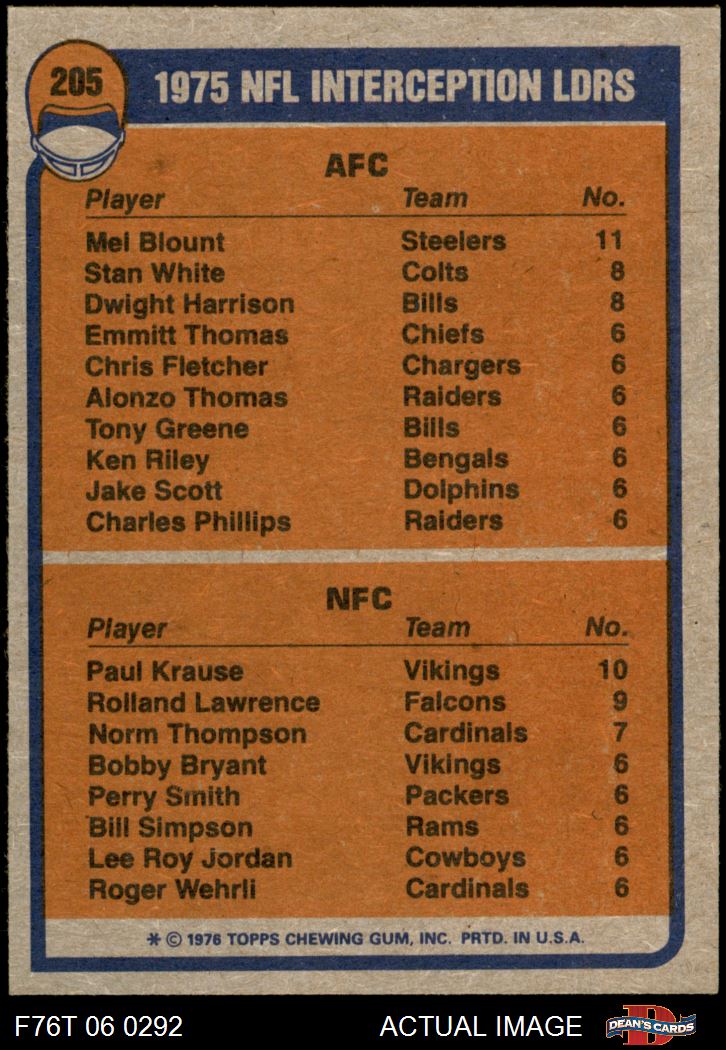 205
1975 NFL INTERCEPTION LDRS
AFC
Player Team No.
Mel Blount Steelers 11
Stan White Colts 8
Dwight Harrison Bills 8
Emmitt Thomas Chiefs 6
Chris Fletcher Chargers 6
Alonzo Thomas Raiders 6
Tony Greene Bills 6
Ken Riley Bengals 6
Jake Scott Dolphins 6
Charles Phillips Raiders 6
NFC
Player Team No.
Paul Krause Vikings 10
Rolland Lawrence Falcons 9
Norm Thompson Cardinals 7
Bobby Bryant Vikings 6
Perry Smith Packers 6
Bill Simpson Rams 6
Lee Roy Jordan Cowboys 6
Roger Wehrli Cardinals 6
* © 1976 TOPPS CHEWING GUM, INC. PRTD. IN U.S.A.
F76T 06 0292 ACTUAL IMAGE D DEAN'S CARDS